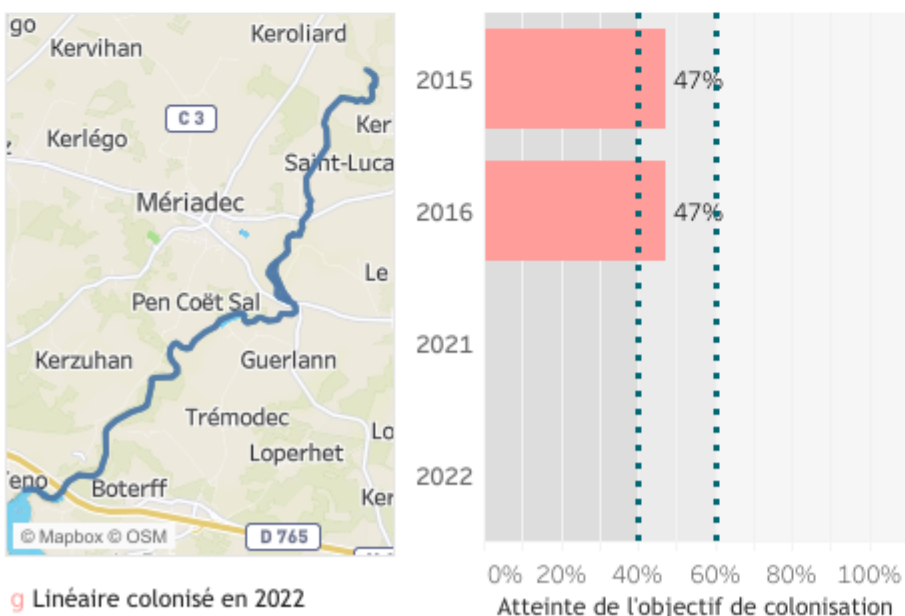 go
Kervihan
Keroliard
C 3
Ker
Kerlégo
Saint-Luca
Mériadec
Le
Pen Coët Sal
Kerzuhan
Guerlann
Trémodec
Lo
Loperhet
eno
Boterff
Ker
© Mapbox © OSM
D 765
g Linéaire colonisé en 2022
2015
47%
2016
47%
2021
2022
0% 20% 40% 60% 80% 100%
Atteinte de l'objectif de colonisation